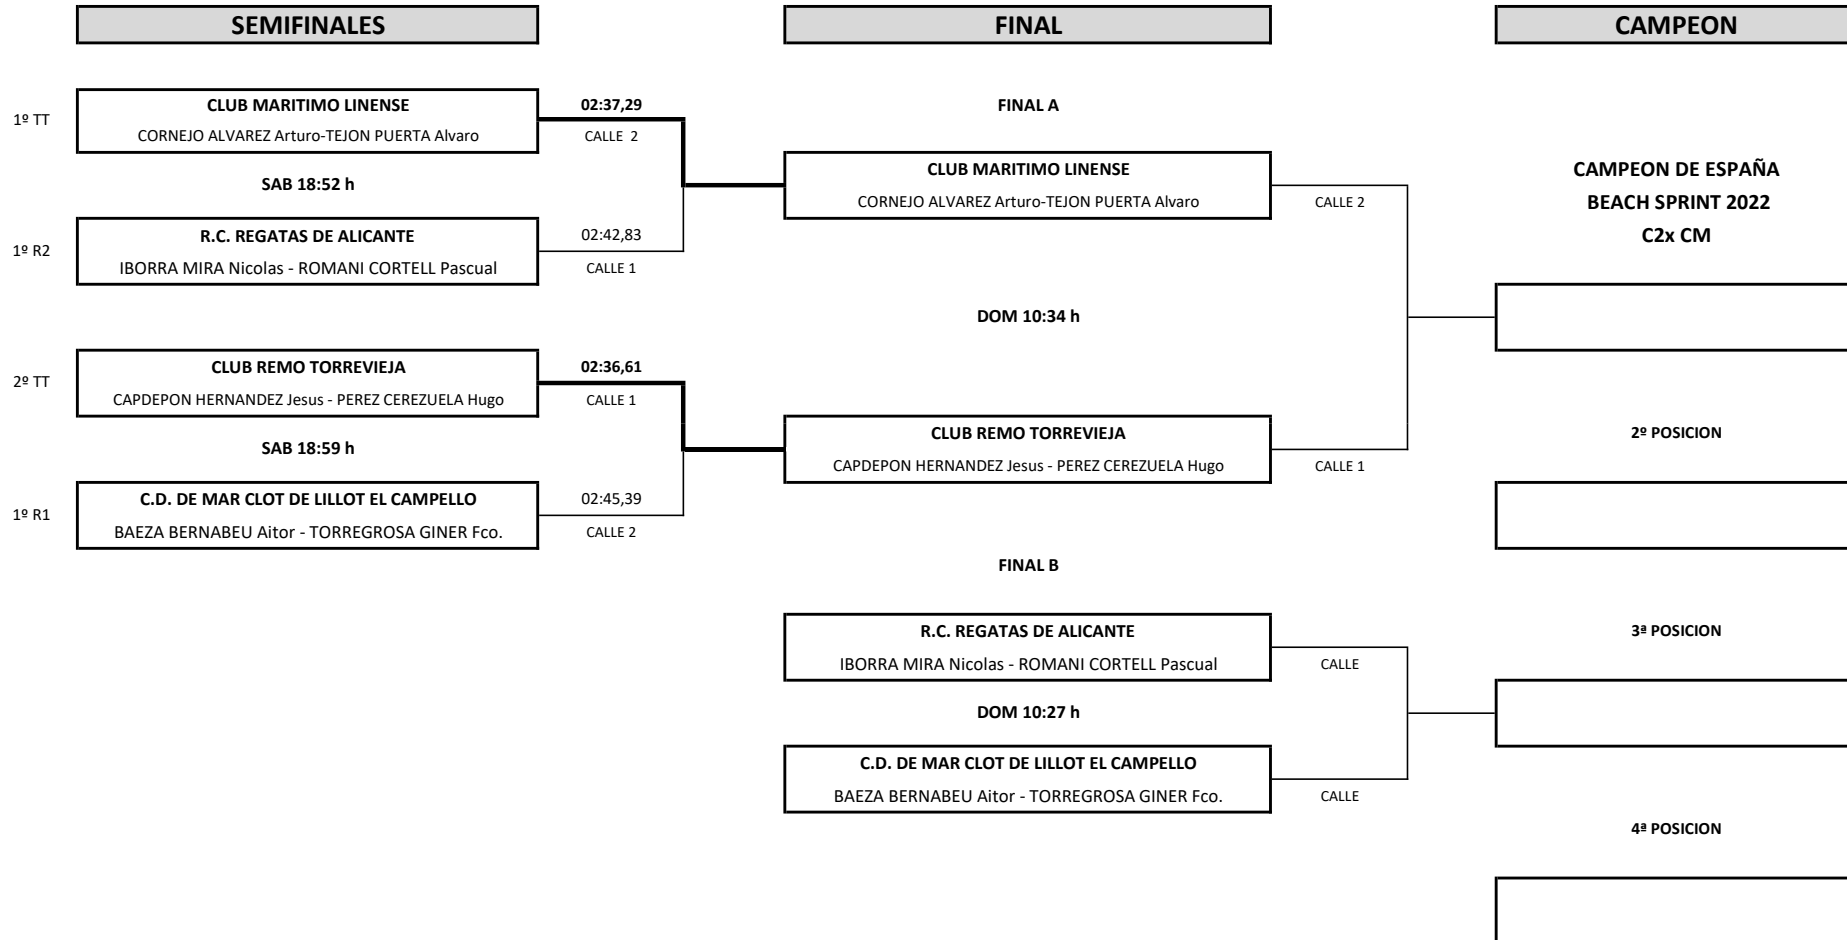 SEMIFINALES
FINAL
CAMPEON
1º TT
CLUB MARITIMO LINENSE
CORNEJO ALVAREZ Arturo-TEJON PUERTA Alvaro
02:37,29
CALLE 2
SAB 18:52 h
1º R2
R.C. REGATAS DE ALICANTE
IBORRA MIRA Nicolas - ROMANI CORTELL Pascual
02:42,83
CALLE 1
2º TT
CLUB REMO TORREVIEJA
CAPDEPON HERNANDEZ Jesus - PEREZ CEREZUELA Hugo
02:36,61
CALLE 1
SAB 18:59 h
1º R1
C.D. DE MAR CLOT DE LILLOT EL CAMPELLO
BAEZA BERNABEU Aitor - TORREGROSA GINER Fco.
02:45,39
CALLE 2
FINAL A
CLUB MARITIMO LINENSE
CORNEJO ALVAREZ Arturo-TEJON PUERTA Alvaro
CALLE 2
DOM 10:34 h
CLUB REMO TORREVIEJA
CAPDEPON HERNANDEZ Jesus - PEREZ CEREZUELA Hugo
CALLE 1
FINAL B
R.C. REGATAS DE ALICANTE
IBORRA MIRA Nicolas - ROMANI CORTELL Pascual
CALLE
DOM 10:27 h
C.D. DE MAR CLOT DE LILLOT EL CAMPELLO
BAEZA BERNABEU Aitor - TORREGROSA GINER Fco.
CALLE
CAMPEON DE ESPAÑA
BEACH SPRINT 2022
C2x CM
2º POSICION
3ª POSICION
4ª POSICION